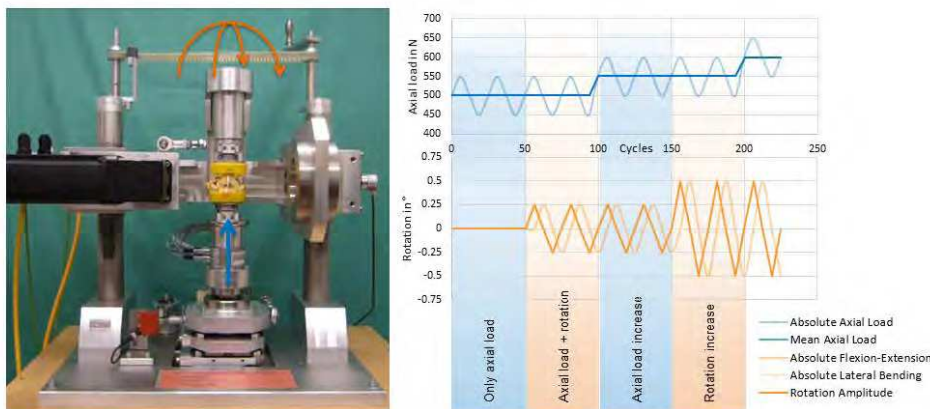 700
650
600
550
500
450
400
Axial load in N
0
50
100
150
200
250
Cycles
0.75
0.5
0.25
0
-0.25
-0.5
-0.75
Rotation in°
Only axial load
Axial load + rotation
Axial load increase
Rotation increase
Absolute Axial Load
Mean Axial Load
Absolute Flexion-Extension
Absolute Lateral Bending
Rotation Amplitude